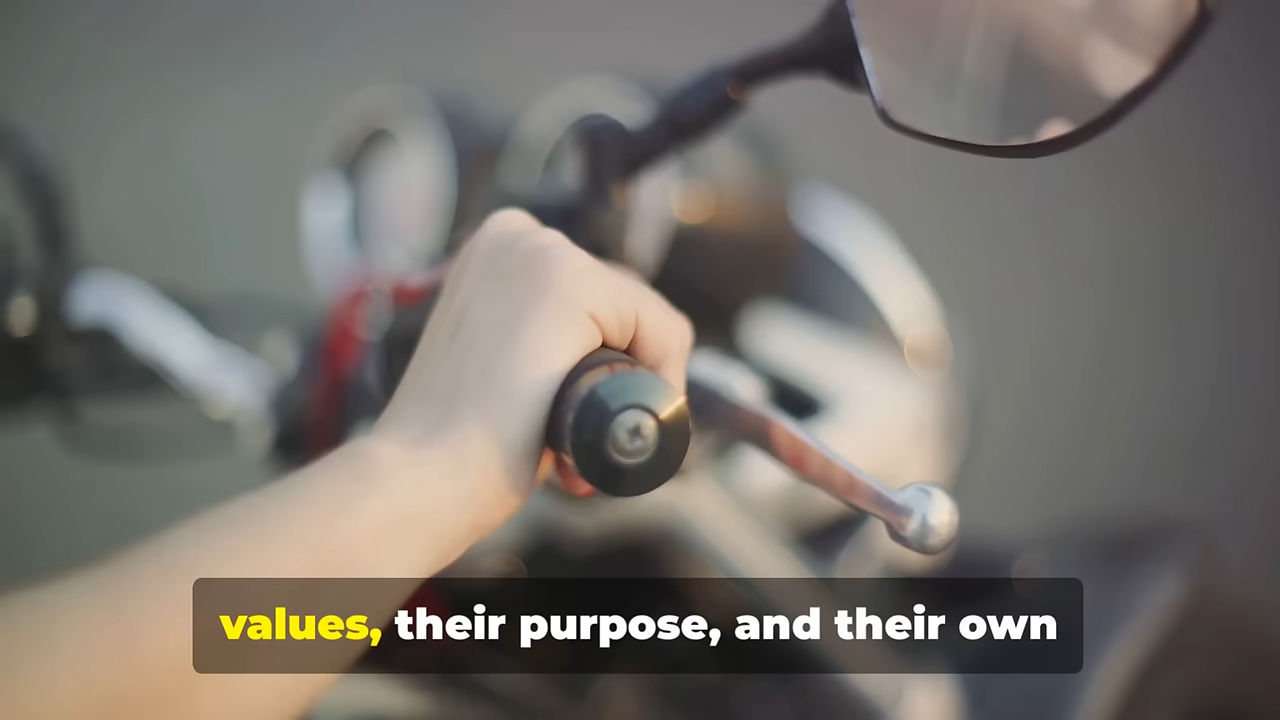 values, their purpose, and their own